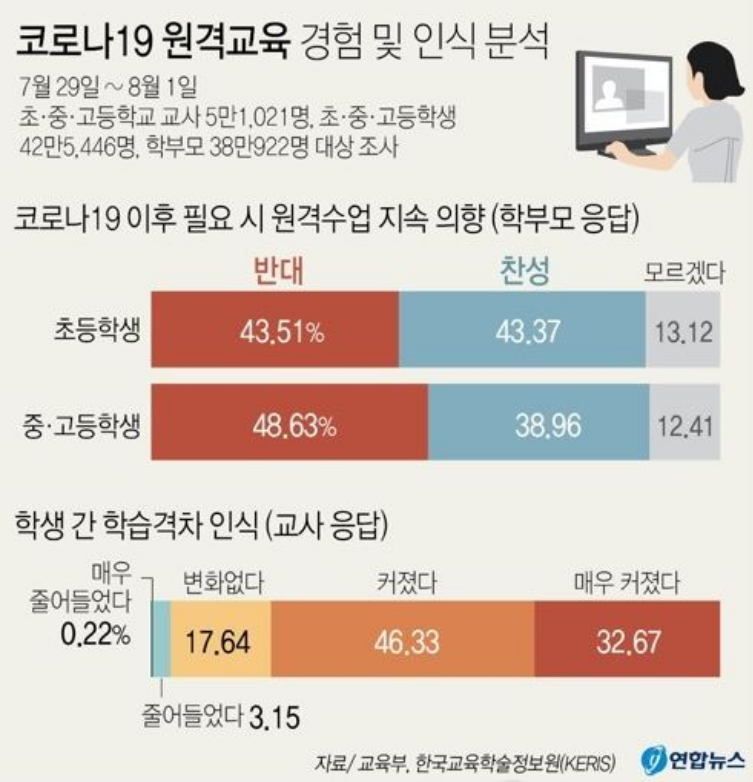 코로나19 원격교육 경험 및 인식 분석
7월 29일~8월 1일
초·중·고등학교 교사 5만1,021명, 초·중·고등학생
42만5,446명, 학부모 38만922명 대상 조사
코로나19 이후 필요 시 원격수업 지속 의향 (학부모 응답)
반대 찬성 모르겠다
초등학생 43.51% 43.37 13.12
중·고등학생 48.63% 38.96 12.41
학생 간 학습격차 인식 (교사 응답)
매우
줄어들었다
0.22%
변화없다 커졌다 매우 커졌다
17.64 46.33 32.67
줄어들었다 3.15
자료/ 교육부, 한국교육학술정보원(KERIS)
연합뉴스